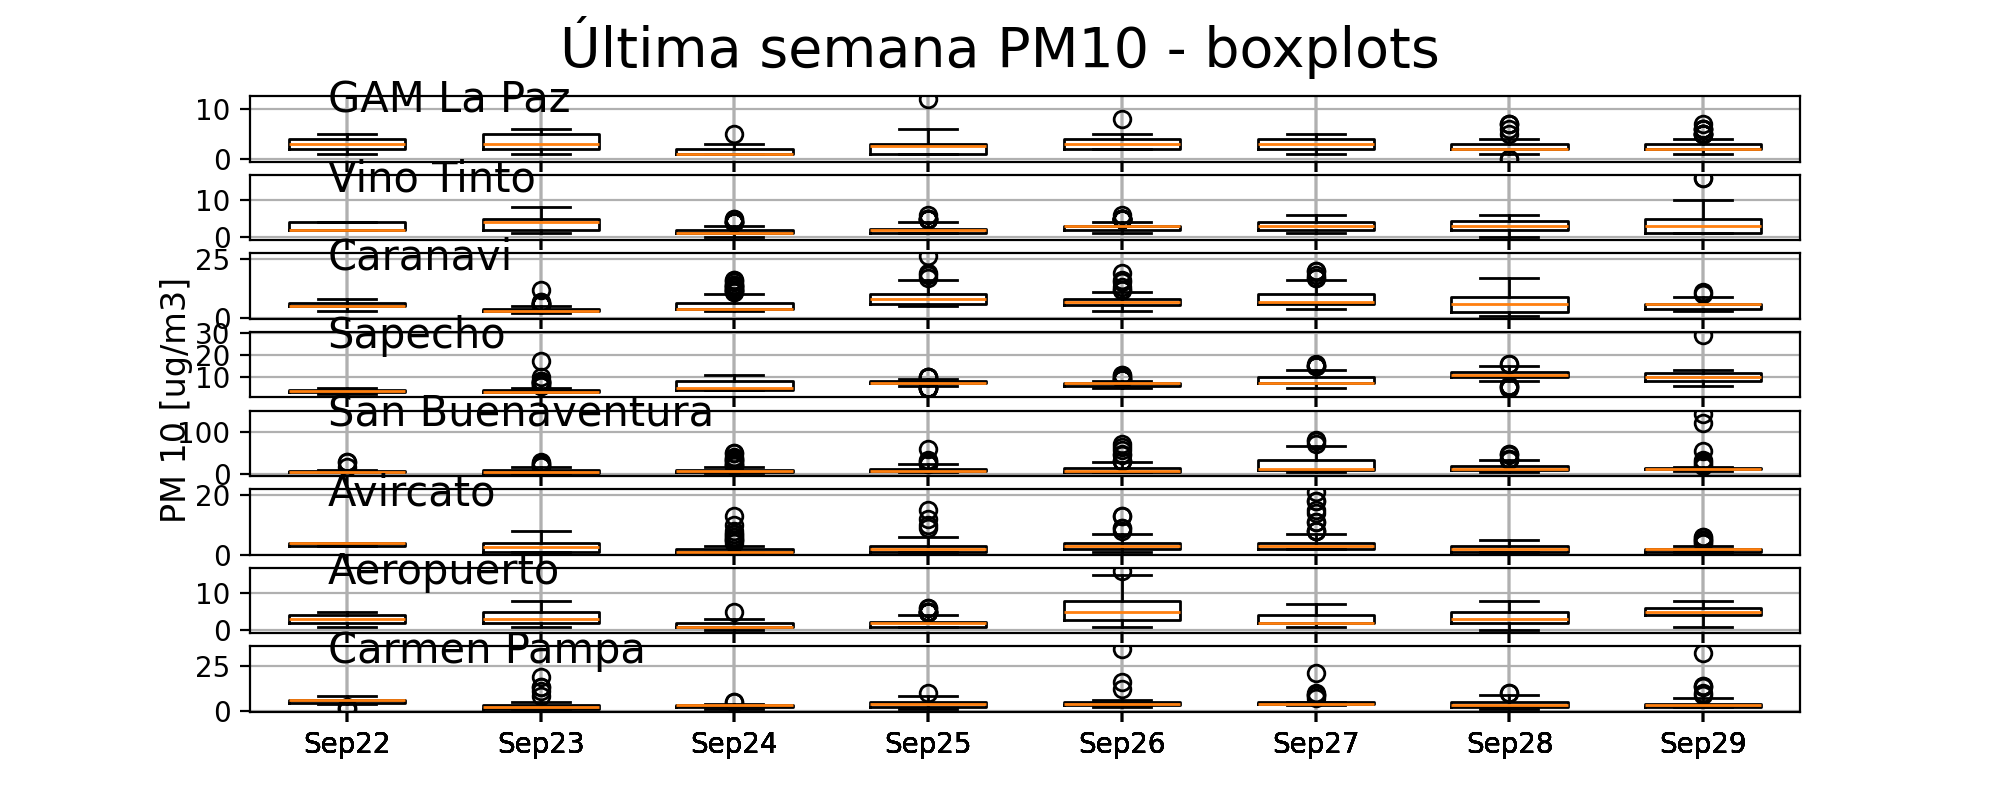 Última semana PM10 - boxplots
GAM La Paz
10
0
Vino Tinto
10
0
Caranavi
25
0
Sapecho
30
20
10
San Buenaventura
100
0
Avircato
20
0
Aeropuerto
10
0
Carmen Pampa
25
0
PM 10 [ug/m3]
Sep22 Sep23 Sep24 Sep25 Sep26 Sep27 Sep28 Sep29